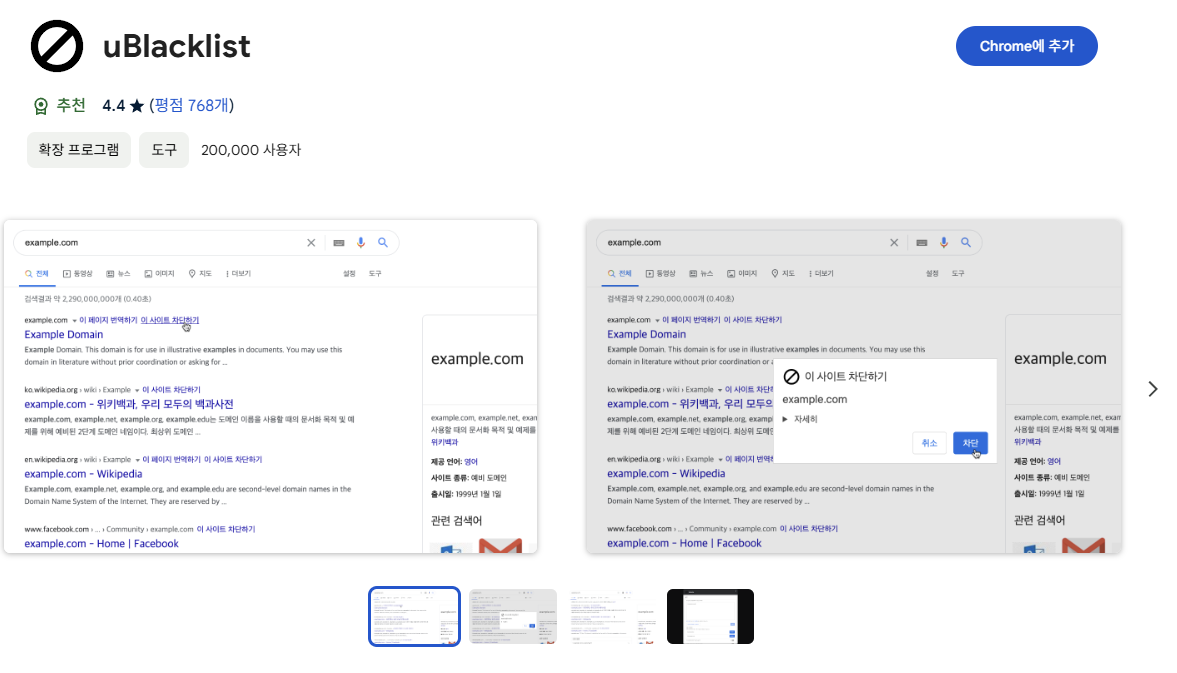 uBlacklist
Chrome에 추가
추천 4.4 ★ (평점 768개)
확장 프로그램 도구 200,000 사용자
example.com
전체 동영상 뉴스 이미지 지도 더보기 설정 도구
검색결과 약 2,290,000,000개 (0.40초)
example.com 이 페이지 번역하기 이 사이트 차단하기
Example Domain
Example Domain. This domain is for use in illustrative examples in documents. You may use this
domain in literature without prior coordination or asking for ...
ko.wikipedia.org › wiki › Example 이 사이트 차단하기
example.com - 위키백과, 우리 모두의 백과사전
example.com, example.net, example.org, example.edu는 도메인 이름을 사용할 때의 문서화 목적 및 예
제를 위해 예비된 2단계 도메인 네임이다. 최상위 도메인 ...
en.wikipedia.org › wiki › Example 이 페이지 번역하기 이 사이트 차단하기
example.com - Wikipedia
Example.com, example.net, example.org, and example.edu are second-level domain names in the
Domain Name System of the Internet. They are reserved by ...
www.facebook.com › ... › Community › example.com 이 사이트 차단하기
example.com - Home | Facebook
example.com
example.com, example.net, exam
사용할 때의 문서화 목적 및 예제를
위키백과
제공 언어: 영어
사이트 종류: 예비 도메인
출시일: 1999년 1월 1일
관련 검색어
example.com
전체 동영상 뉴스 이미지 지도 더보기 설정 도구
검색결과 약 2,290,000,000개 (0.40초)
example.com 이 페이지 번역하기 이 사이트 차단하기
Example Domain
Example Domain. This domain is for use in illustrative examples in documents. You may use this
domain in literature without prior coordination or a
ko.wikipedia.org › wiki › Example 이 사이트 차단하
example.com - 위키백과, 우리 모두의 백
example.com, example.net, example.org, exampl
제를 위해 예비된 2단계 도메인 네임이다. 최상위 도메인
en.wikipedia.org › wiki › Example 이 페이지 번역하
example.com - Wikipedia
Example.com, example.net, example.org, and example.edu are second-level domain names in the
Domain Name System of the Internet. They are reserved by ...
www.facebook.com › ... › Community › example.com 이 사이트 차단하기
example.com - Home | Facebook
이 사이트 차단하기
example.com
자세히
취소 차단
example.com
example.com, example.net, exam
사용할 때의 문서화 목적 및 예제를
위키백과
제공 언어: 영어
사이트 종류: 예비 도메인
출시일: 1999년 1월 1일
관련 검색어